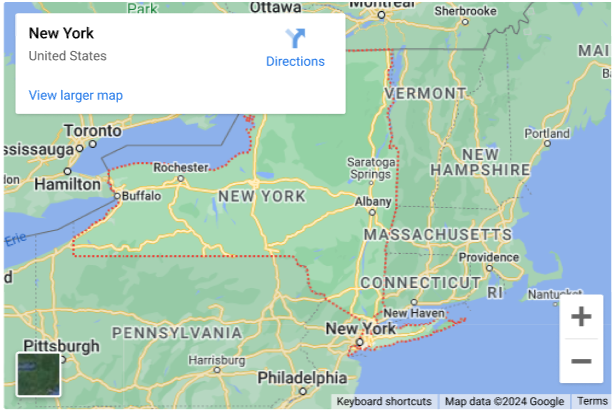 Park
Ottawa
Montreal
Sherbrooke
New York
United States
Directions
View larger map
MAI
VERMONT
Toronto
ssissauga
Portland
Rochester
Saratoga
Springs
NEW
HAMPSHIRE
lon
Hamilton
Buffalo
NEW YORK
Albany
MASSACHUSETTS
Erie
Providence
d
CONNECTICUT
RI
Nantucket
New Haven
New York
PENNSYLVANIA
Pittsburgh
Harrisburg
Philadelphia
+
−
Keyboard shortcuts
Map data ©2024 Google
Terms